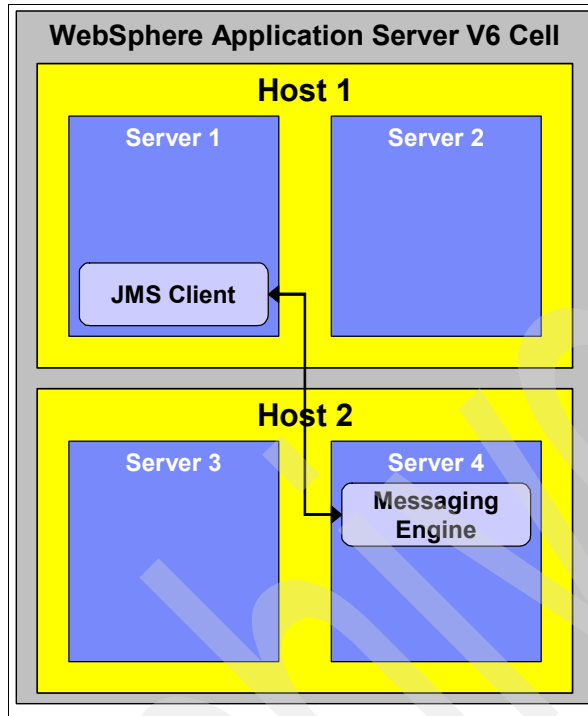 WebSphere Application Server V6 Cell
Host 1
Server 1
Server 2
JMS Client
Host 2
Server 3
Server 4
Messaging
Engine